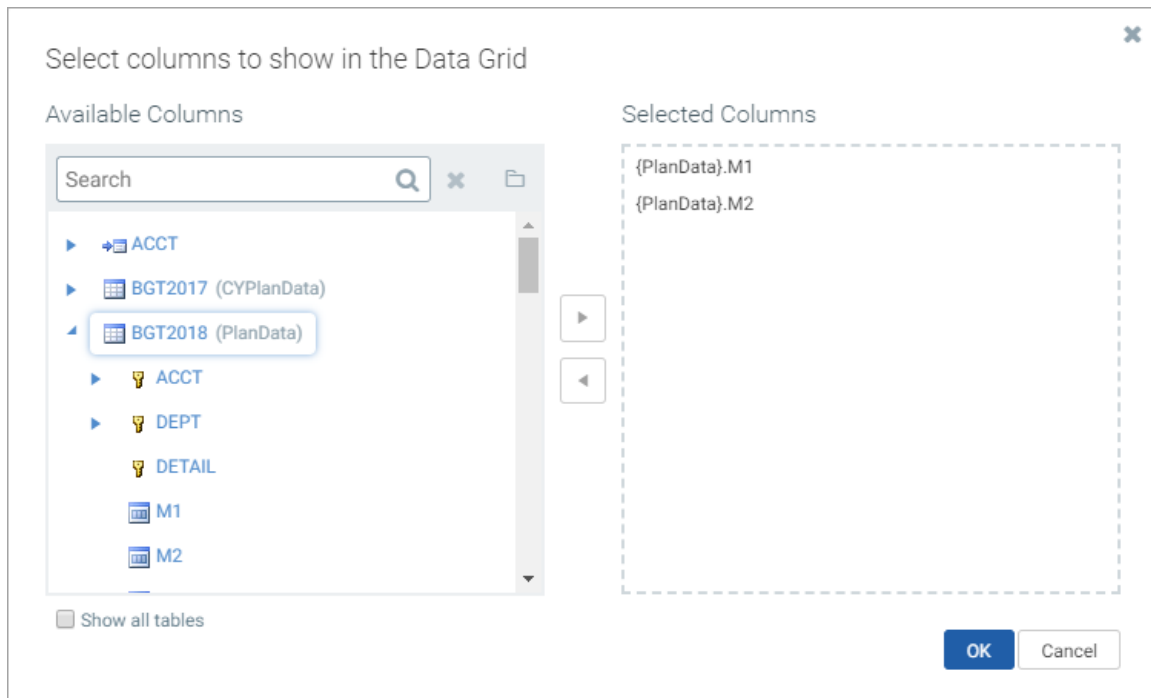 Select columns to show in the Data Grid
Available Columns
Search
ACCT
BGT2017 (CYPlanData)
BGT2018 (PlanData)
ACCT
DEPT
DETAIL
M1
M2
Show all tables
Selected Columns
{PlanData}.M1
{PlanData}.M2
OK
Cancel